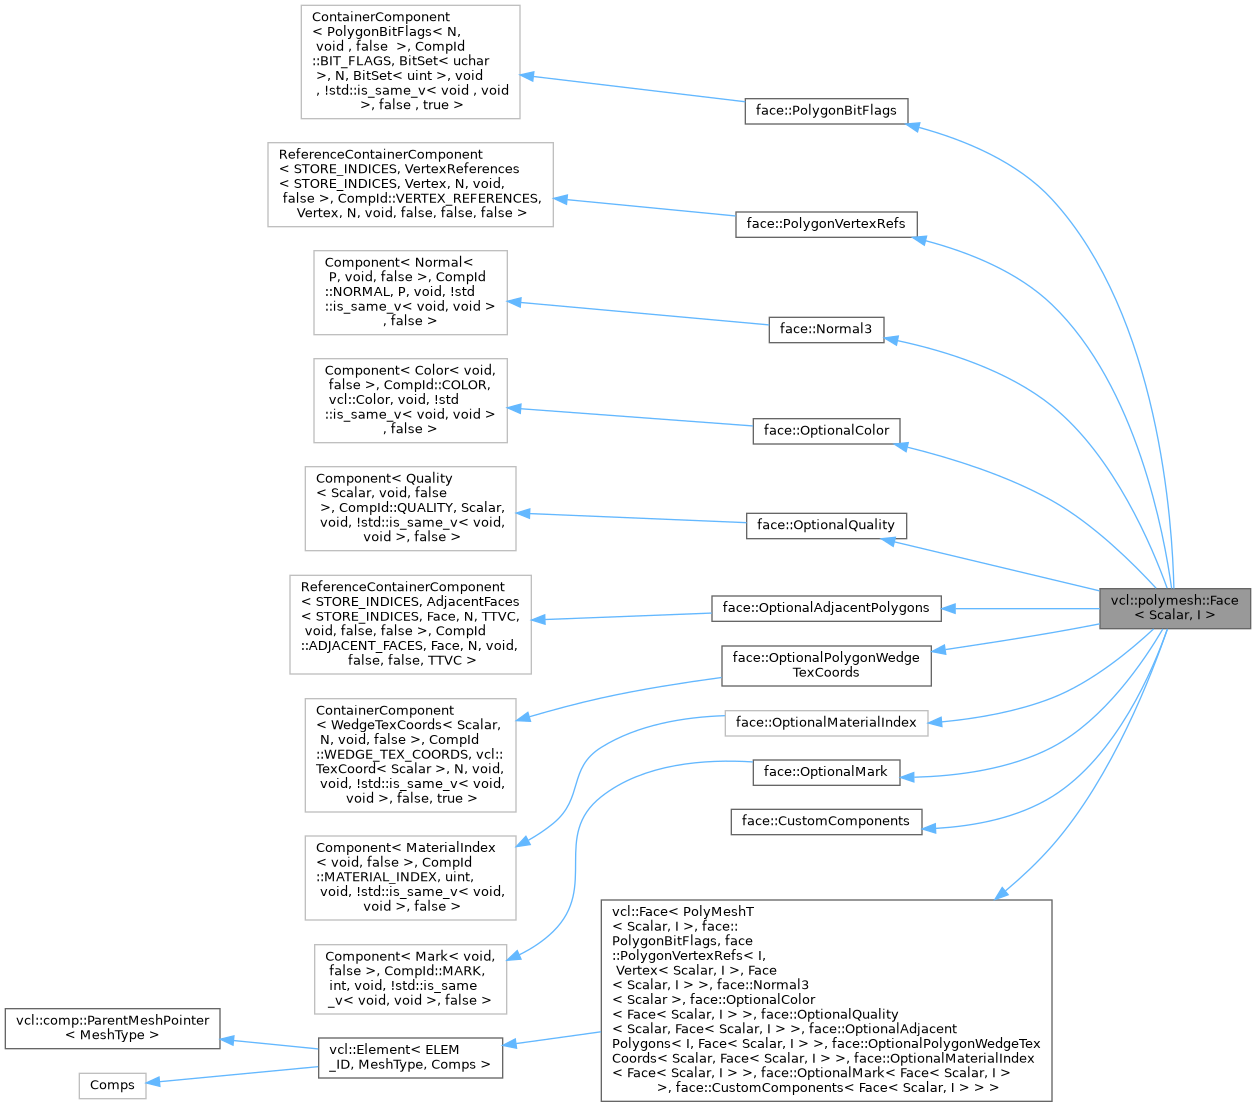 ContainerComponent
< PolygonBitFlags< N,
void , false  >, CompId
::BIT_FLAGS, BitSet< uchar
>, N, BitSet< uint >, void
, !std::is_same_v< void , void
>, false , true >
face::PolygonBitFlags
ReferenceContainerComponent
< STORE_INDICES, VertexReferences
< STORE_INDICES, Vertex, N, void,
false >, CompId::VERTEX_REFERENCES,
Vertex, N, void, false, false, false >
face::PolygonVertexRefs
Component< Normal<
P, void, false >, CompId
::NORMAL, P, void, !std
::is_same_v< void, void >
, false >
face::Normal3
Component< Color< void,
false >, CompId::COLOR,
vcl::Color, void, !std
::is_same_v< void, void >
, false >
face::OptionalColor
Component< Quality
< Scalar, void, false
>, CompId::QUALITY, Scalar,
void, !std::is_same_v< void,
void >, false >
face::OptionalQuality
ReferenceContainerComponent
< STORE_INDICES, AdjacentFaces
< STORE_INDICES, Face, N, TTVC,
void, false, false >, CompId
::ADJACENT_FACES, Face, N, void,
false, false, TTVC >
face::OptionalAdjacentPolygons
vcl::polymesh::Face
< Scalar, I >
face::OptionalPolygonWedge
TexCoords
ContainerComponent
< WedgeTexCoords< Scalar,
N, void, false >, CompId
::WEDGE_TEX_COORDS, vcl::
TexCoord< Scalar >, N, void,
void, !std::is_same_v< void,
void >, false, true >
face::OptionalMaterialIndex
face::OptionalMark
face::CustomComponents
Component< MaterialIndex
< void, false >, CompId
::MATERIAL_INDEX, uint,
void, !std::is_same_v< void,
void >, false >
Component< Mark< void,
false >, CompId::MARK,
int, void, !std::is_same
_v< void, void >, false >
vcl::Face< PolyMeshT
< Scalar, I >, face::
PolygonBitFlags, face
::PolygonVertexRefs< I,
Vertex< Scalar, I >, Face
< Scalar, I > >, face::Normal3
< Scalar >, face::OptionalColor
< Face< Scalar, I > >, face::OptionalQuality
< Scalar, Face< Scalar, I > >, face::OptionalAdjacent
Polygons< I, Face< Scalar, I > >, face::OptionalPolygonWedgeTex
Coords< Scalar, Face< Scalar, I > >, face::OptionalMaterialIndex
< Face< Scalar, I > >, face::OptionalMark< Face< Scalar, I >
>, face::CustomComponents< Face< Scalar, I > > >
vcl::comp::ParentMeshPointer
< MeshType >
vcl::Element< ELEM
_ID, MeshType, Comps >
Comps